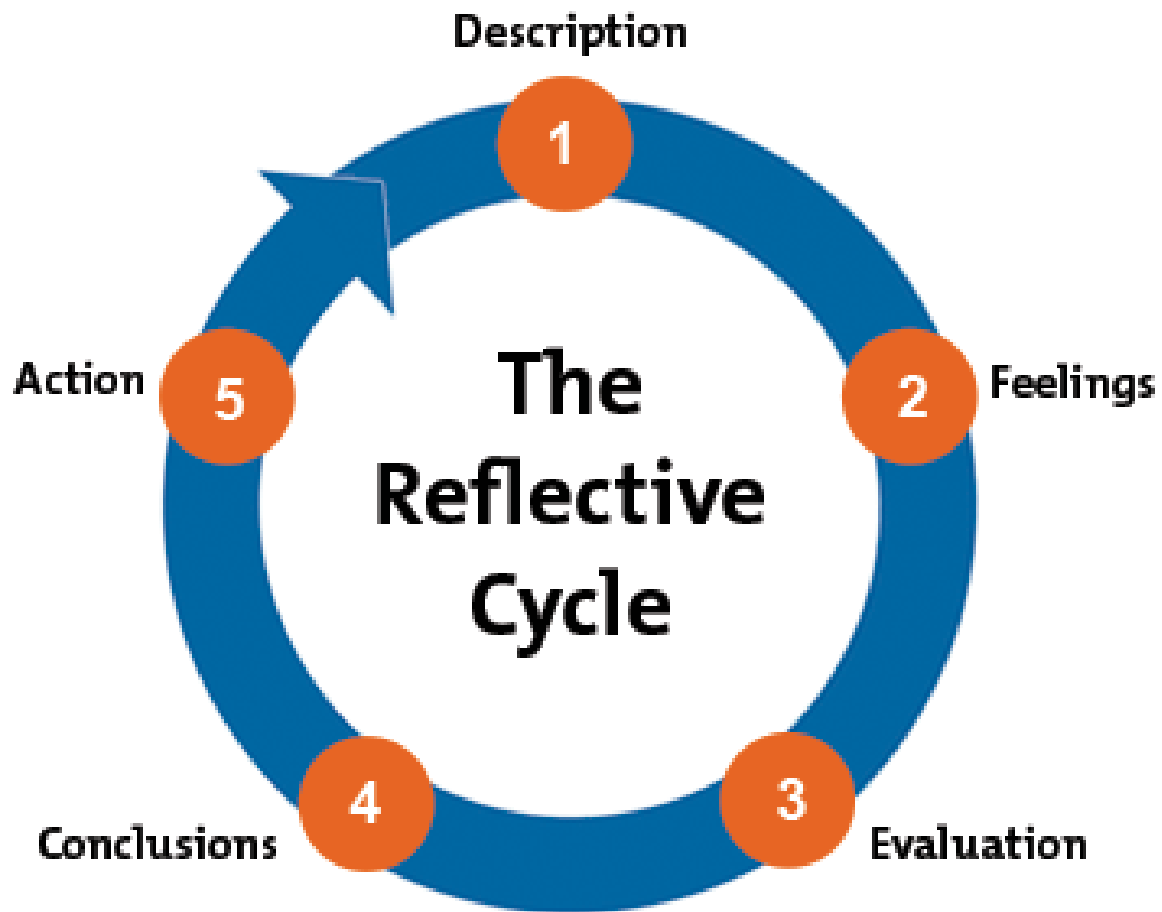 Description
1
5
Action
The
Reflective
Cycle
2
Feelings
4
Conclusions
3
Evaluation